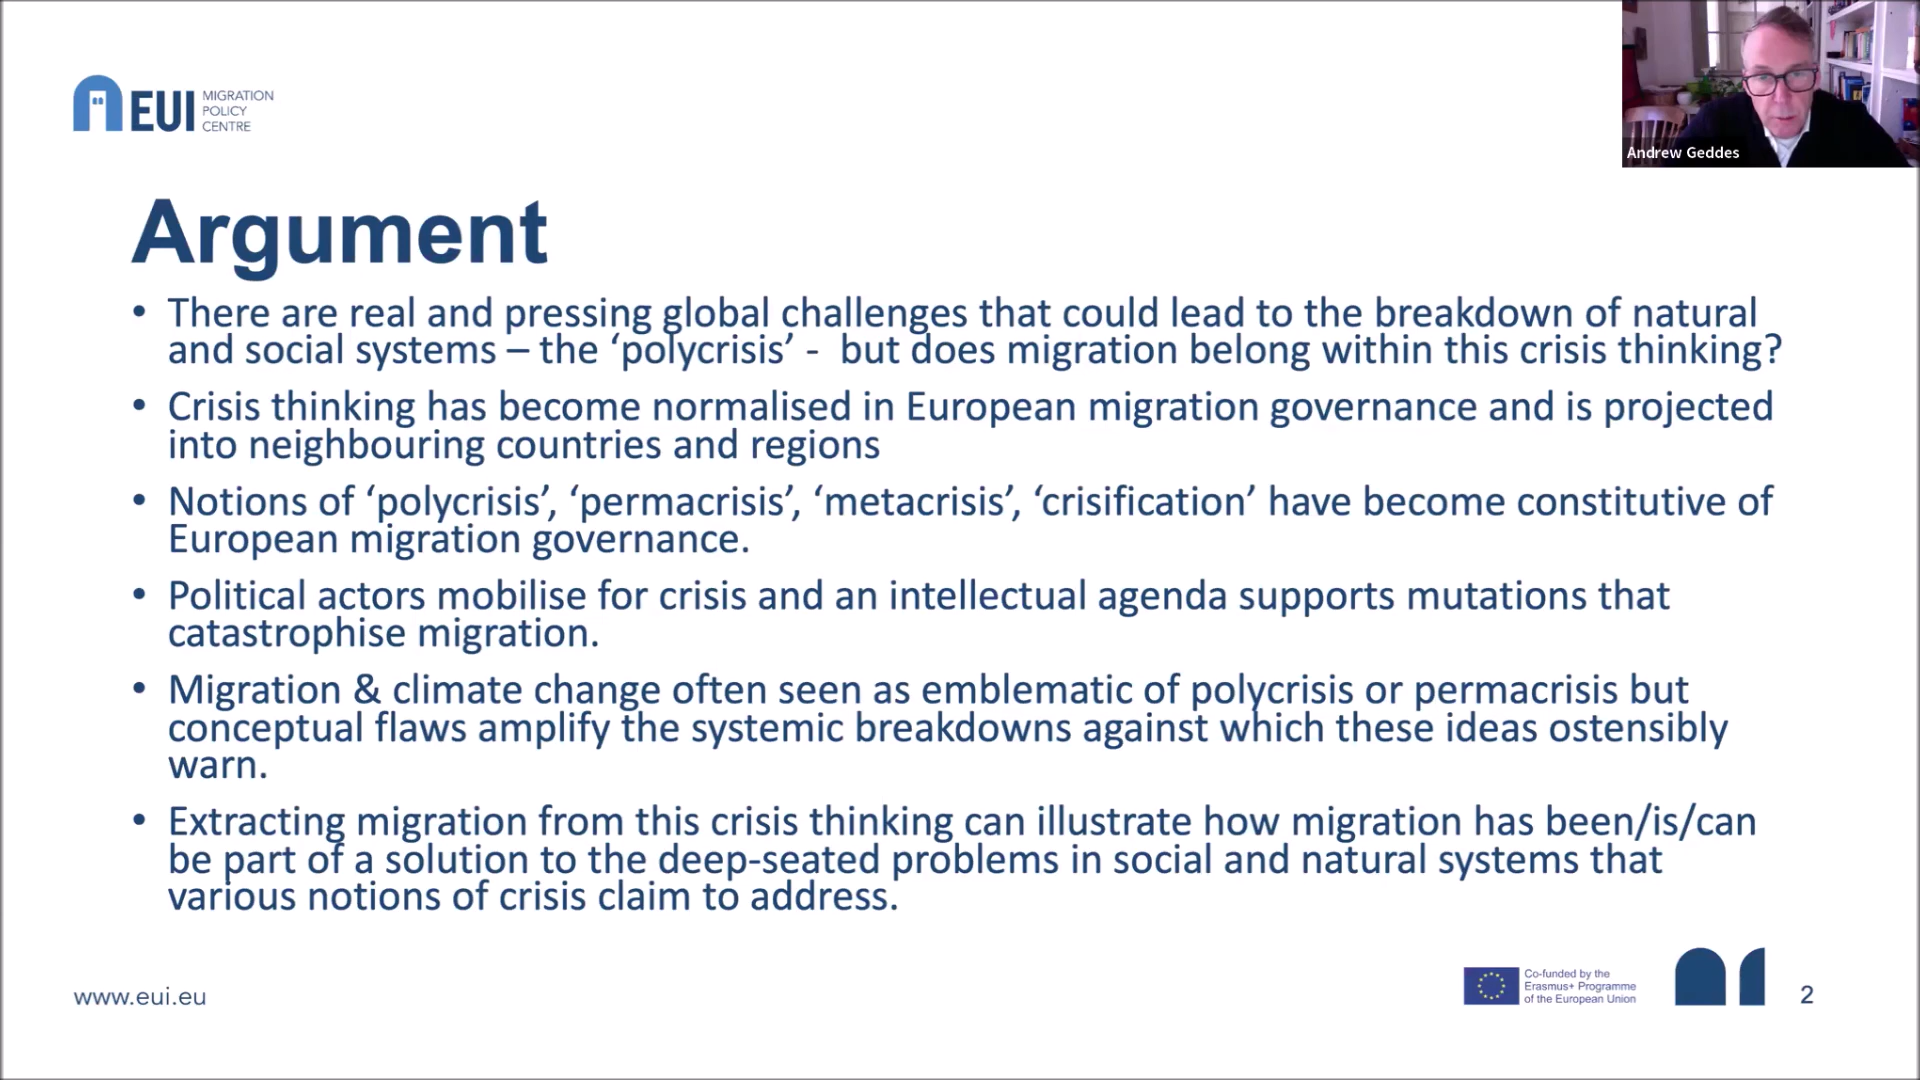 EUI MIGRATION
POLICY
CENTRE
Andrew Geddes
Argument
• There are real and pressing global challenges that could lead to the breakdown of natural
and social systems – the ‘polycrisis’ - but does migration belong within this crisis thinking?
• Crisis thinking has become normalised in European migration governance and is projected
into neighbouring countries and regions
• Notions of ‘polycrisis’, ‘permacrisis’, ‘metacrisis’, ‘crisification’ have become constitutive of
European migration governance.
• Political actors mobilise for crisis and an intellectual agenda supports mutations that
catastrophise migration.
• Migration & climate change often seen as emblematic of polycrisis or permacrisis but
conceptual flaws amplify the systemic breakdowns against which these ideas ostensibly
warn.
• Extracting migration from this crisis thinking can illustrate how migration has been/is/can
be part of a solution to the deep-seated problems in social and natural systems that
various notions of crisis claim to address.
www.eui.eu
Co-funded by the
Erasmus+ Programme
of the European Union
2